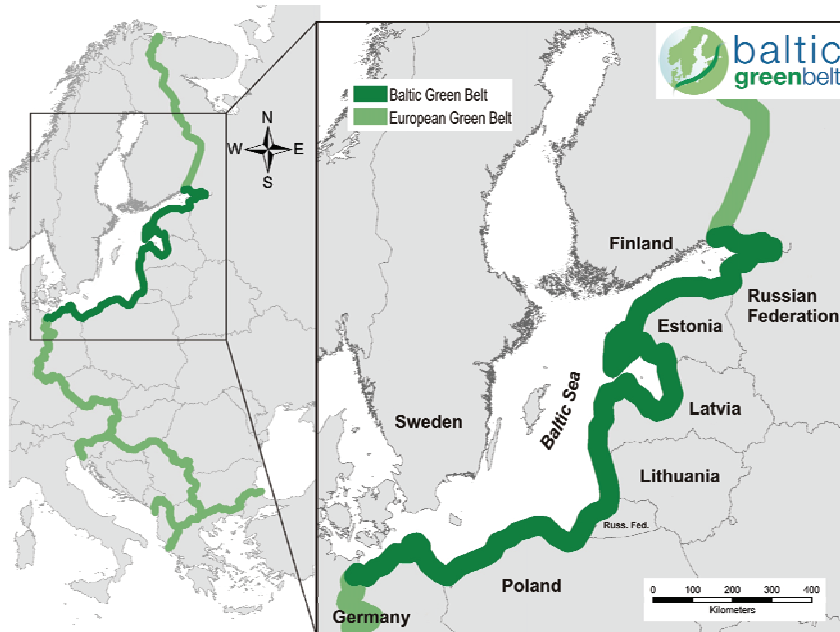 baltic
greenbelt
Baltic Green Belt
European Green Belt
N
W
E
S
Finland
Russian
Federation
Estonia
Baltic Sea
Sweden
Latvia
Lithuania
Russ. Fed.
Poland
Germany
0 100 200 300 400
Kilometers